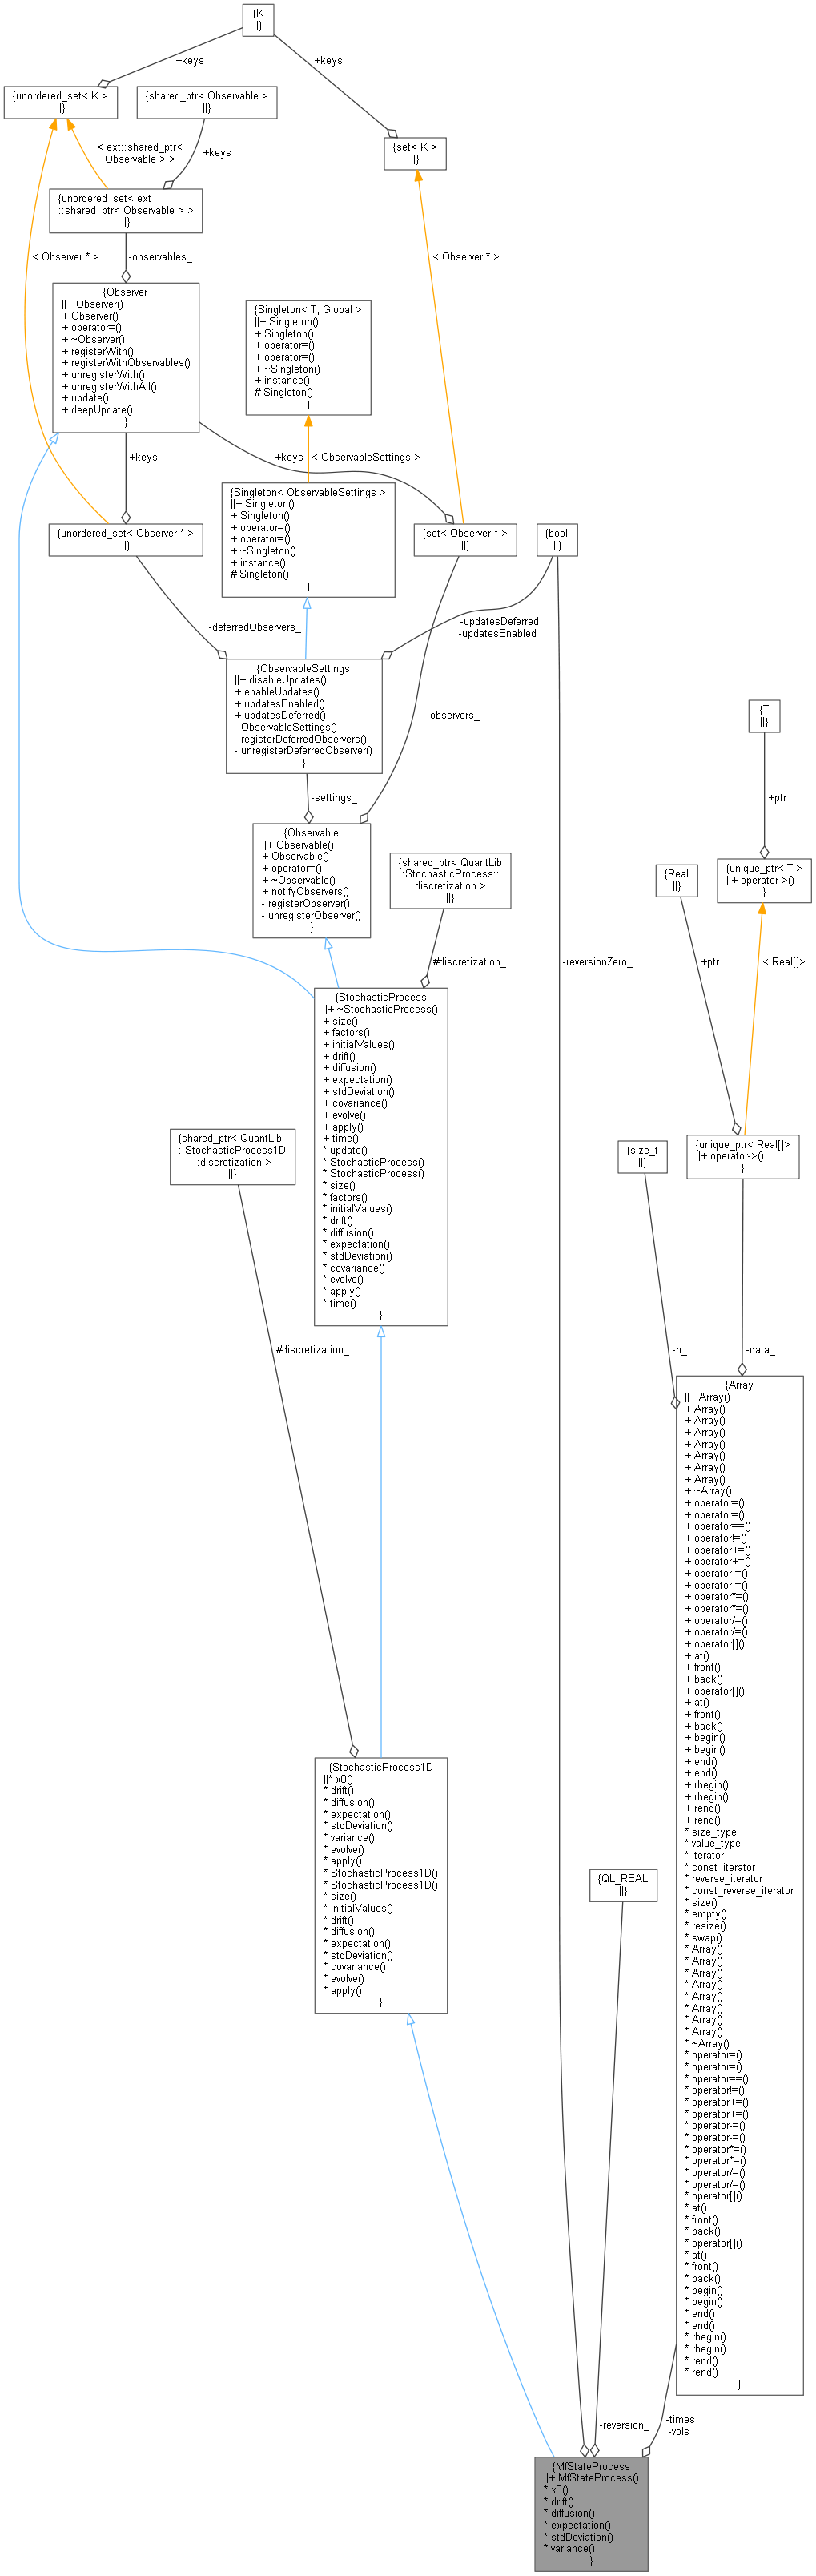 {K
||}
+keys
+keys
{unordered_set< K >
||}
{shared_ptr< Observable >
||}
< ext::shared_ptr<
Observable > >
+keys
{set< K >
||}
{unordered_set< ext
::shared_ptr< Observable > >
||}
< Observer * >
-observables_
< Observer * >
{Observer
||+ Observer()
+ Observer()
+ operator=()
+ ~Observer()
+ registerWith()
+ registerWithObservables()
+ unregisterWith()
+ unregisterWithAll()
+ update()
+ deepUpdate()
}
{Singleton< T, Global >
||+ Singleton()
+ Singleton()
+ operator=()
+ operator=()
+ ~Singleton()
+ instance()
# Singleton()
}
+keys
+keys
< ObservableSettings >
{Singleton< ObservableSettings >
||+ Singleton()
+ Singleton()
+ operator=()
+ operator=()
+ ~Singleton()
+ instance()
# Singleton()
}
{unordered_set< Observer * >
||}
{set< Observer * >
||}
{bool
||}
-deferredObservers_
-updatesDeferred_
-updatesEnabled_
{ObservableSettings
||+ disableUpdates()
+ enableUpdates()
+ updatesEnabled()
+ updatesDeferred()
- ObservableSettings()
- registerDeferredObservers()
- unregisterDeferredObserver()
}
-observers_
{T
||}
-settings_
+ptr
{Observable
||+ Observable()
+ Observable()
+ operator=()
+ ~Observable()
+ notifyObservers()
- registerObserver()
- unregisterObserver()
}
{shared_ptr< QuantLib
::StochasticProcess::
discretization >
||}
{Real
||}
{unique_ptr< T >
||+ operator->()
}
#discretization_
-reversionZero_
+ptr
< Real[]>
{StochasticProcess
||+ ~StochasticProcess()
+ size()
+ factors()
+ initialValues()
+ drift()
+ diffusion()
+ expectation()
+ stdDeviation()
+ covariance()
+ evolve()
+ apply()
+ time()
* update()
* StochasticProcess()
* StochasticProcess()
* size()
* factors()
* initialValues()
* drift()
* diffusion()
* expectation()
* stdDeviation()
* covariance()
* evolve()
* apply()
* time()
}
{shared_ptr< QuantLib
::StochasticProcess1D
::discretization >
||}
{size_t
||}
{unique_ptr< Real[]>
||+ operator->()
}
#discretization_
-n_
-data_
{Array
||+ Array()
+ Array()
+ Array()
+ Array()
+ Array()
+ Array()
+ Array()
+ Array()
+ ~Array()
+ operator=()
+ operator=()
+ operator==()
+ operator!=()
+ operator+=()
+ operator+=()
+ operator-=()
+ operator-=()
+ operator*=()
+ operator*=()
+ operator/=()
+ operator/=()
+ operator[]()
+ at()
+ front()
+ back()
+ operator[]()
+ at()
+ front()
+ back()
+ begin()
+ begin()
+ end()
+ end()
+ rbegin()
+ rbegin()
+ rend()
+ rend()
* size_type
* value_type
* iterator
* const_iterator
* reverse_iterator
* const_reverse_iterator
* size()
* empty()
* resize()
* swap()
* Array()
* Array()
* Array()
* Array()
* Array()
* Array()
* Array()
* Array()
* ~Array()
* operator=()
* operator=()
* operator==()
* operator!=()
* operator+=()
* operator+=()
* operator-=()
* operator-=()
* operator*=()
* operator*=()
* operator/=()
* operator/=()
* operator[]()
* at()
* front()
* back()
* operator[]()
* at()
* front()
* back()
* begin()
* begin()
* end()
* end()
* rbegin()
* rbegin()
* rend()
* rend()
}
{StochasticProcess1D
||* x0()
* drift()
* diffusion()
* expectation()
* stdDeviation()
* variance()
* evolve()
* apply()
* StochasticProcess1D()
* StochasticProcess1D()
* size()
* initialValues()
* drift()
* diffusion()
* expectation()
* stdDeviation()
* covariance()
* evolve()
* apply()
}
{QL_REAL
||}
-reversion_
-times_
-vols_
{MfStateProcess
||+ MfStateProcess()
* x0()
* drift()
* diffusion()
* expectation()
* stdDeviation()
* variance()
}